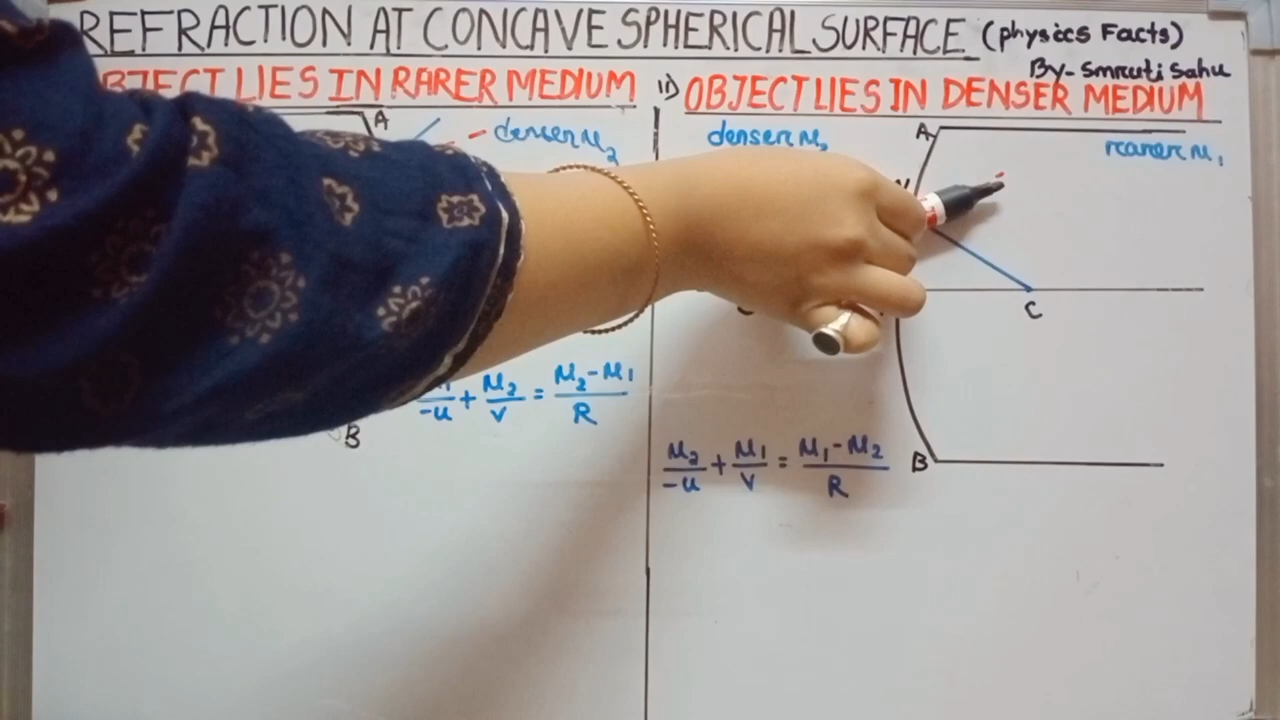 REFRACTION AT CONCAVE SPHERICAL SURFACE (physics Facts)
By- Smruti Sahu
OBJECT LIES IN RARER MEDIUM
ii) OBJECT LIES IN DENSER MEDIUM
A
denser μ₂
B
-u + μ₂/v = μ₂-μ₁/R
denser μ₂
A
rarer μ₁
C
B
μ₂/-u + μ₁/v = μ₁-μ₂/R